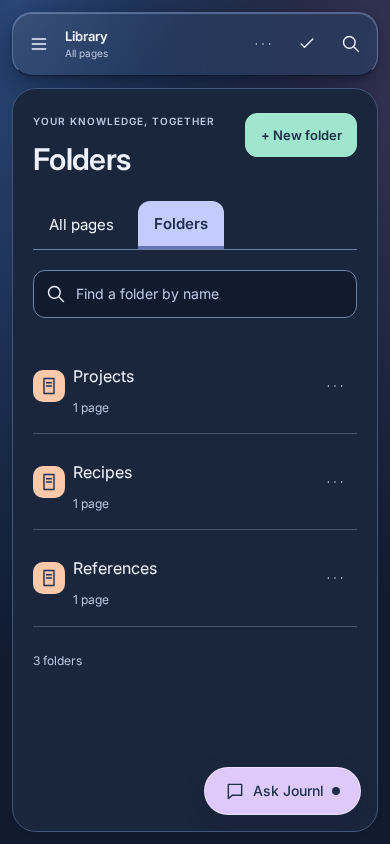 Library
All pages
YOUR KNOWLEDGE, TOGETHER
Folders
+ New folder
All pages
Folders
Find a folder by name
Projects
1 page
Recipes
1 page
References
1 page
3 folders
Ask Journl